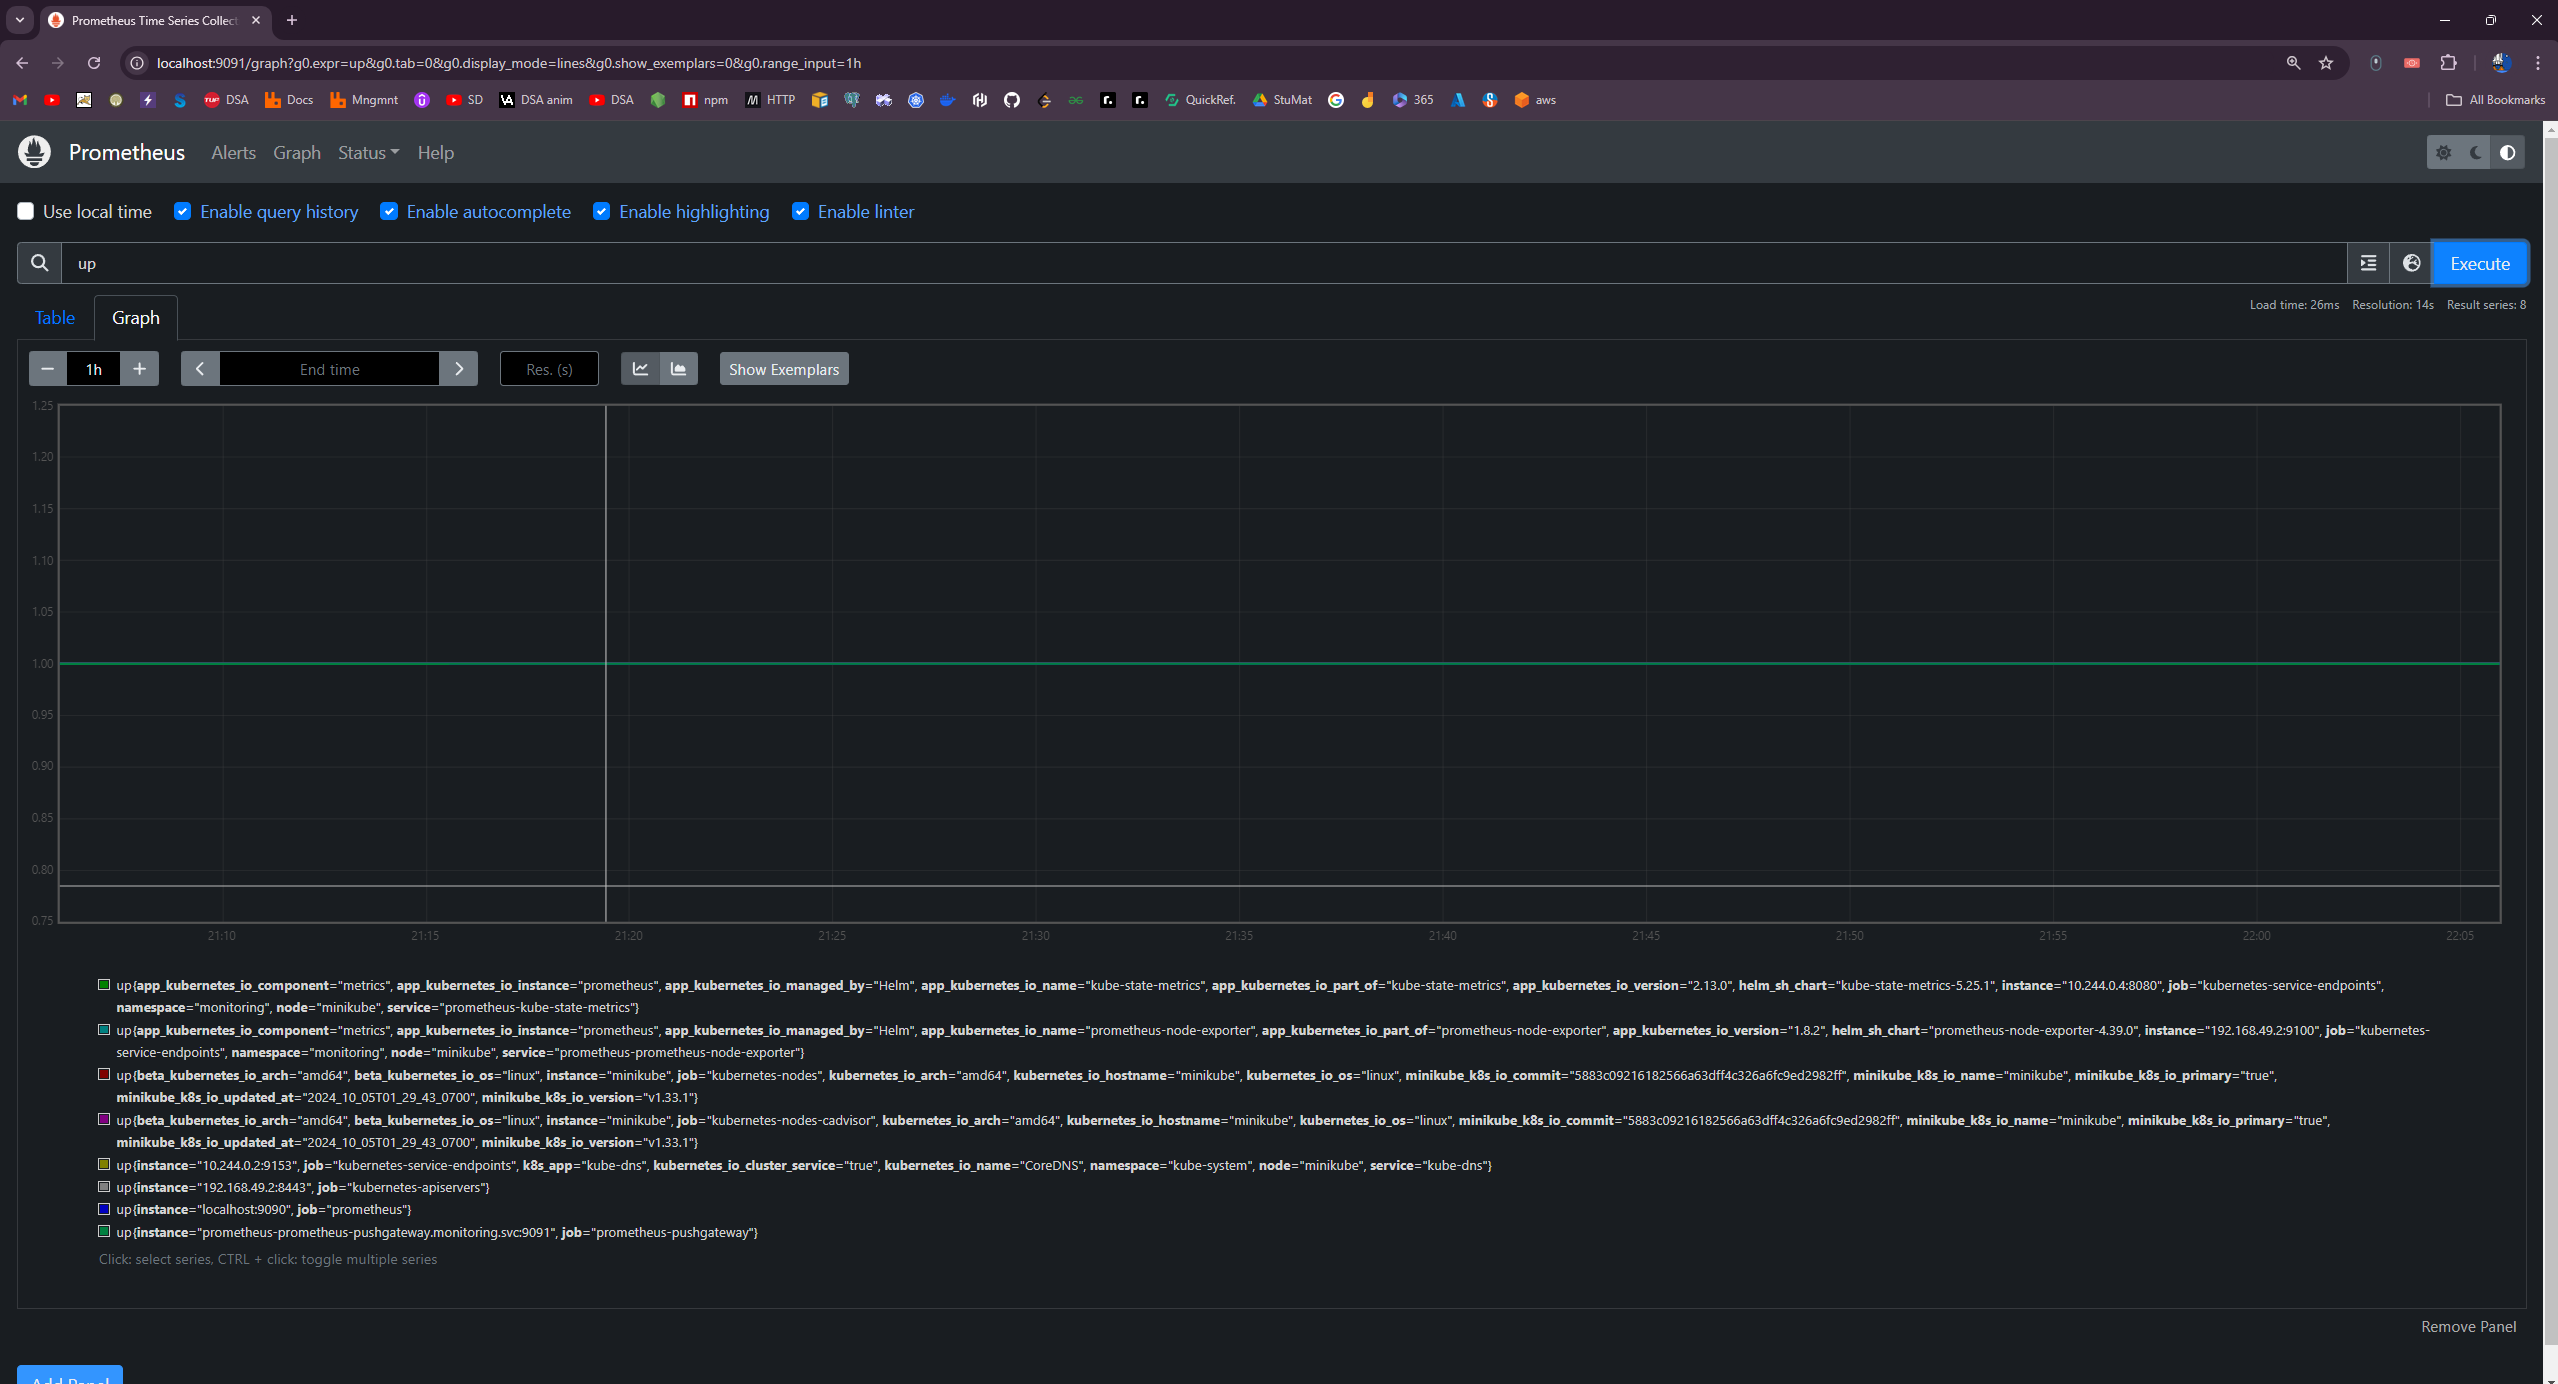 Prometheus Time Series Collect
localhost:9091/graph?g0.expr=up&g0.tab=0&g0.display_mode=lines&g0.show_exemplars=0&g0.range_input=1h
DSA Docs Mngmnt SD DSA anim DSA npm HTTP QuickRef. StuMat 365 aws All Bookmarks
Prometheus Alerts Graph Status Help
Use local time Enable query history Enable autocomplete Enable highlighting Enable linter
up
Execute
Table Graph
Load time: 26ms Resolution: 14s Result series: 8
1h End time Res. (s) Show Exemplars
1.25
1.20
1.15
1.10
1.05
1.00
0.95
0.90
0.85
0.80
0.75
21:10 21:15 21:20 21:25 21:30 21:35 21:40 21:45 21:50 21:55 22:00 22:05
up{app_kubernetes_io_component="metrics", app_kubernetes_io_instance="prometheus", app_kubernetes_io_managed_by="Helm", app_kubernetes_io_name="kube-state-metrics", app_kubernetes_io_part_of="kube-state-metrics", app_kubernetes_io_version="2.13.0", helm_sh_chart="kube-state-metrics-5.25.1", instance="10.244.0.4:8080", job="kubernetes-service-endpoints",
namespace="monitoring", node="minikube", service="prometheus-kube-state-metrics"}
up{app_kubernetes_io_component="metrics", app_kubernetes_io_instance="prometheus", app_kubernetes_io_managed_by="Helm", app_kubernetes_io_name="prometheus-node-exporter", app_kubernetes_io_part_of="prometheus-node-exporter", app_kubernetes_io_version="1.8.2", helm_sh_chart="prometheus-node-exporter-4.39.0", instance="192.168.49.2:9100", job="kubernetes-
service-endpoints", namespace="monitoring", node="minikube", service="prometheus-prometheus-node-exporter"}
up{beta_kubernetes_io_arch="amd64", beta_kubernetes_io_os="linux", instance="minikube", job="kubernetes-nodes", kubernetes_io_arch="amd64", kubernetes_io_hostname="minikube", kubernetes_io_os="linux", minikube_k8s_io_commit="5883c09216182566a63dff4c326a6fc9ed2982ff", minikube_k8s_io_name="minikube", minikube_k8s_io_primary="true",
minikube_k8s_io_updated_at="2024_10_05T01_29_43_0700", minikube_k8s_io_version="v1.33.1"}
up{beta_kubernetes_io_arch="amd64", beta_kubernetes_io_os="linux", instance="minikube", job="kubernetes-nodes-cadvisor", kubernetes_io_arch="amd64", kubernetes_io_hostname="minikube", kubernetes_io_os="linux", minikube_k8s_io_commit="5883c09216182566a63dff4c326a6fc9ed2982ff", minikube_k8s_io_name="minikube", minikube_k8s_io_primary="true",
minikube_k8s_io_updated_at="2024_10_05T01_29_43_0700", minikube_k8s_io_version="v1.33.1"}
up{instance="10.244.0.2:9153", job="kubernetes-service-endpoints", k8s_app="kube-dns", kubernetes_io_cluster_service="true", kubernetes_io_name="CoreDNS", namespace="kube-system", node="minikube", service="kube-dns"}
up{instance="192.168.49.2:8443", job="kubernetes-apiservers"}
up{instance="localhost:9090", job="prometheus"}
up{instance="prometheus-prometheus-pushgateway.monitoring.svc:9091", job="prometheus-pushgateway"}
Click: select series, CTRL + click: toggle multiple series
Remove Panel
Add Panel